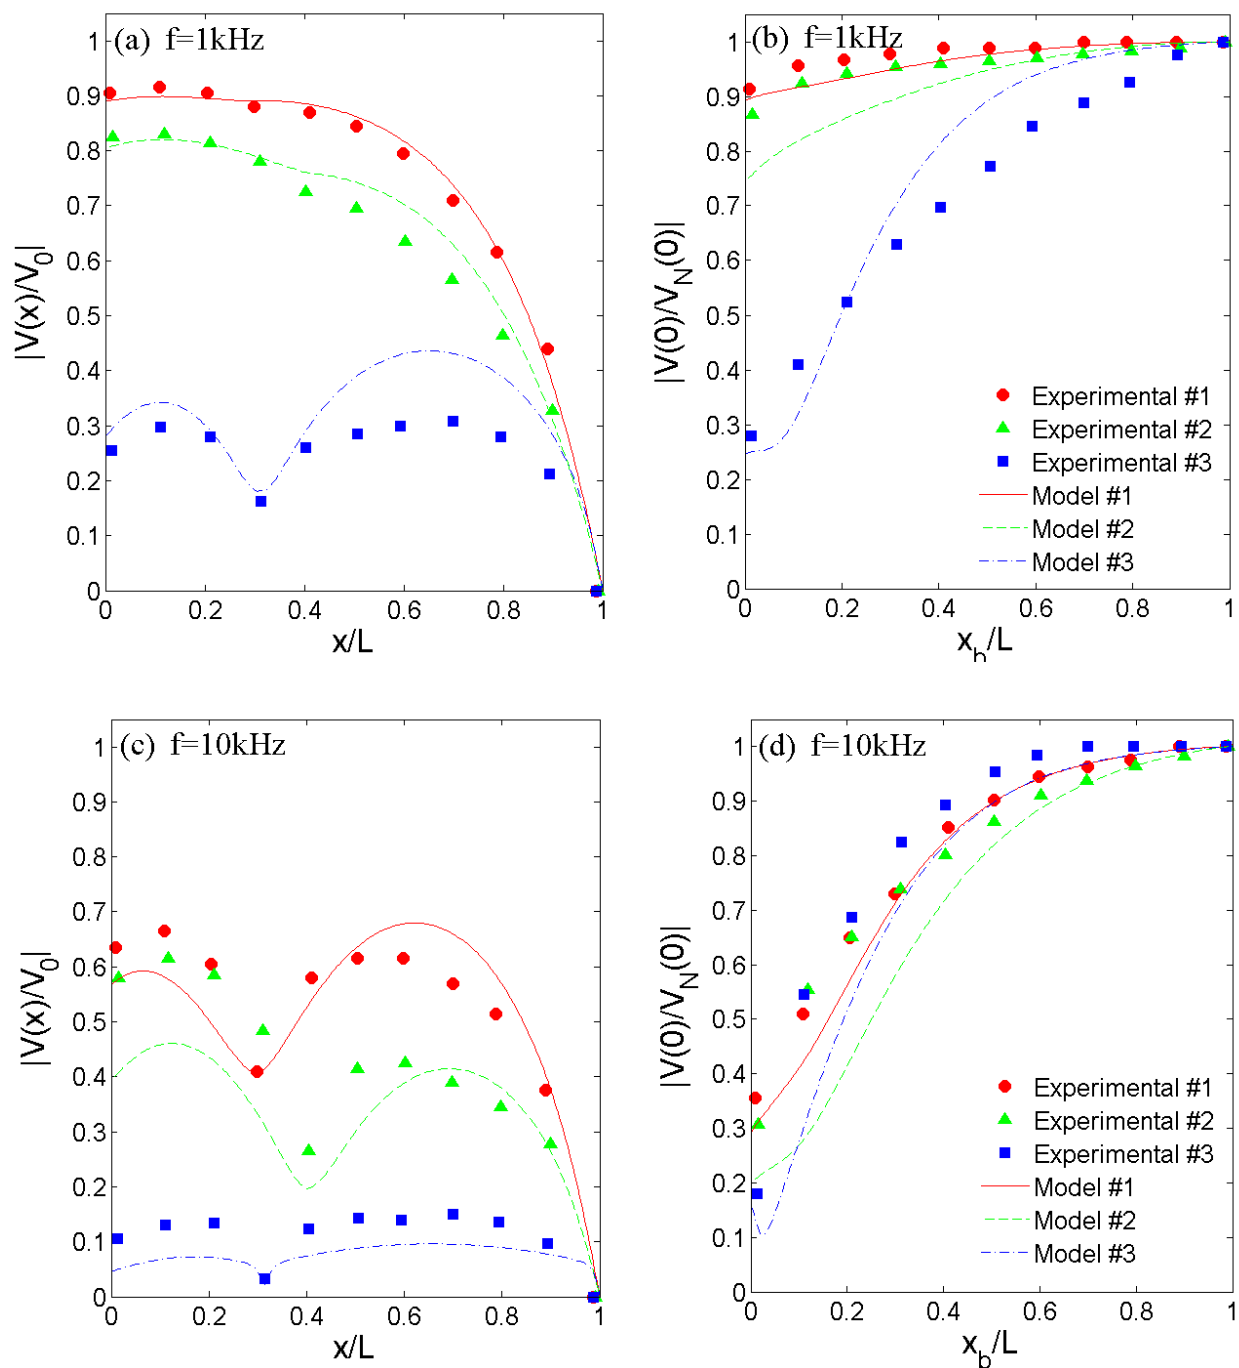 (a) f=1kHz
1
0.9
0.8
0.7
0.6
0.5
0.4
0.3
0.2
0.1
0
|V(x)/V0|
0 0.2 0.4 0.6 0.8 1
x/L
(b) f=1kHz
1
0.9
0.8
0.7
0.6
0.5
0.4
0.3
0.2
0.1
0
|V(0)/VN(0)|
Experimental #1
Experimental #2
Experimental #3
Model #1
Model #2
Model #3
0 0.2 0.4 0.6 0.8 1
xb/L
(c) f=10kHz
1
0.9
0.8
0.7
0.6
0.5
0.4
0.3
0.2
0.1
0
|V(x)/V0|
0 0.2 0.4 0.6 0.8 1
x/L
(d) f=10kHz
1
0.9
0.8
0.7
0.6
0.5
0.4
0.3
0.2
0.1
0
|V(0)/VN(0)|
Experimental #1
Experimental #2
Experimental #3
Model #1
Model #2
Model #3
0 0.2 0.4 0.6 0.8 1
xb/L